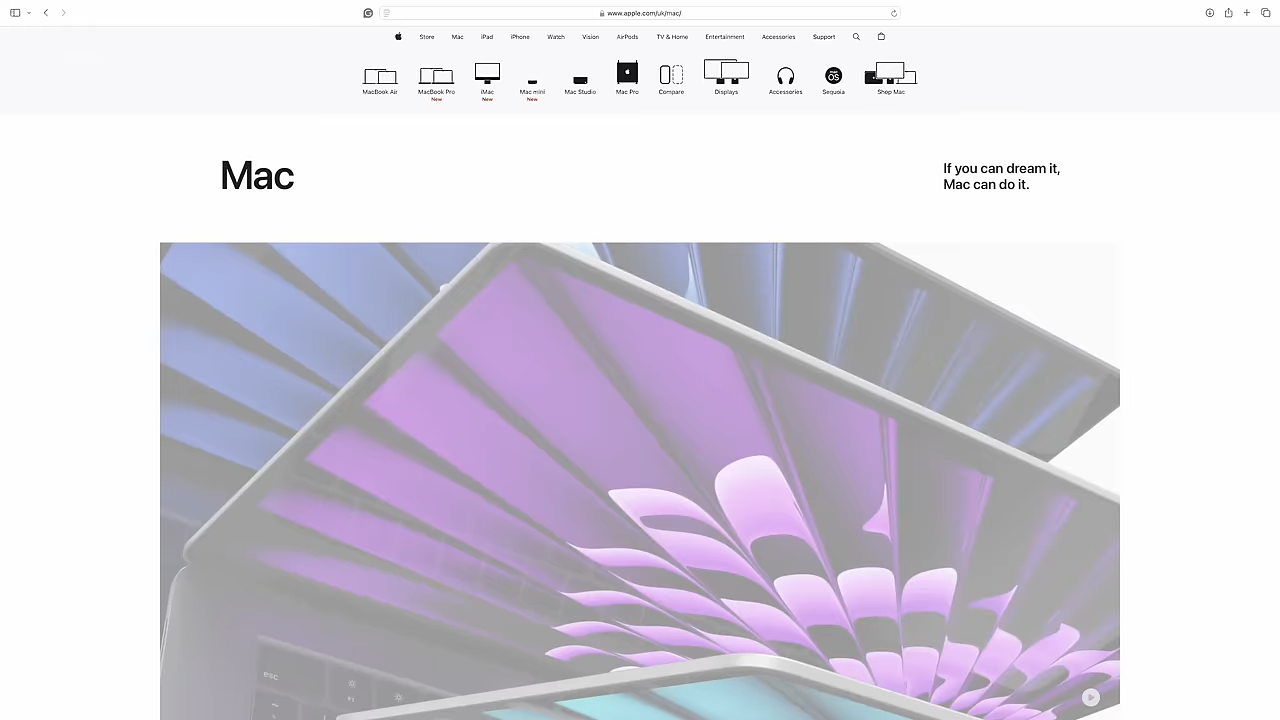 www.apple.com/uk/mac/
Store Mac iPad iPhone Watch Vision AirPods TV & Home Entertainment Accessories Support
MacBook Air MacBook Pro iMac Mac mini Mac Studio Mac Pro Compare Displays Accessories Sequoia Shop Mac
New New New
macOS
Mac
If you can dream it,
Mac can do it.
esc
F1